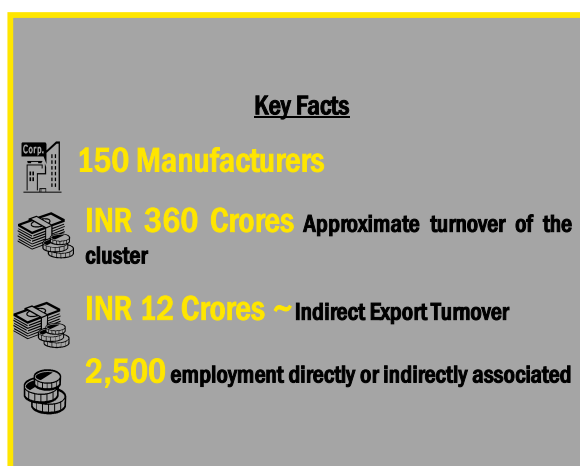 Key Facts
Corp.
150 Manufacturers
INR 360 Crores Approximate turnover of the
cluster
INR 12 Crores ~ Indirect Export Turnover
2,500 employment directly or indirectly associated